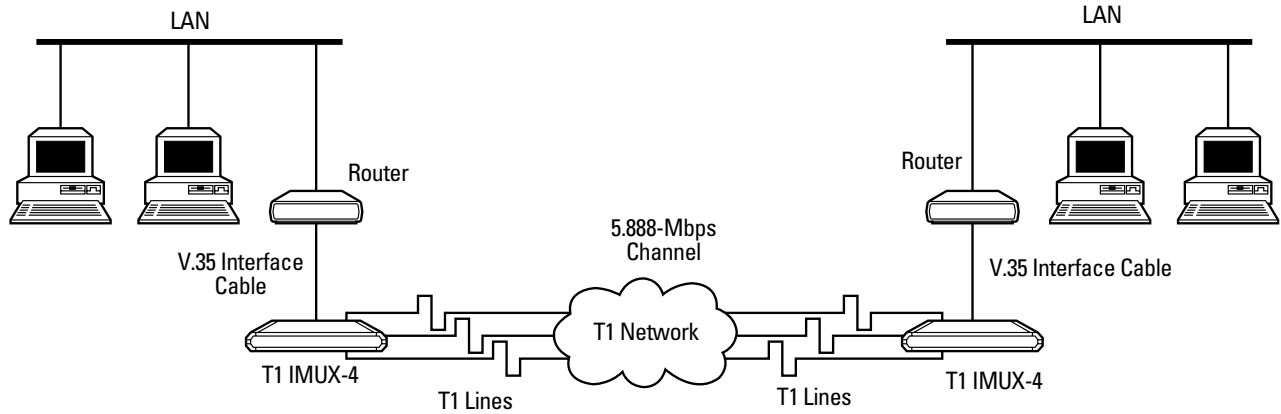 LAN
LAN
Router
Router
5.888-Mbps
Channel
V.35 Interface
Cable
V.35 Interface Cable
T1 Network
T1 IMUX-4
T1 IMUX-4
T1 Lines
T1 Lines